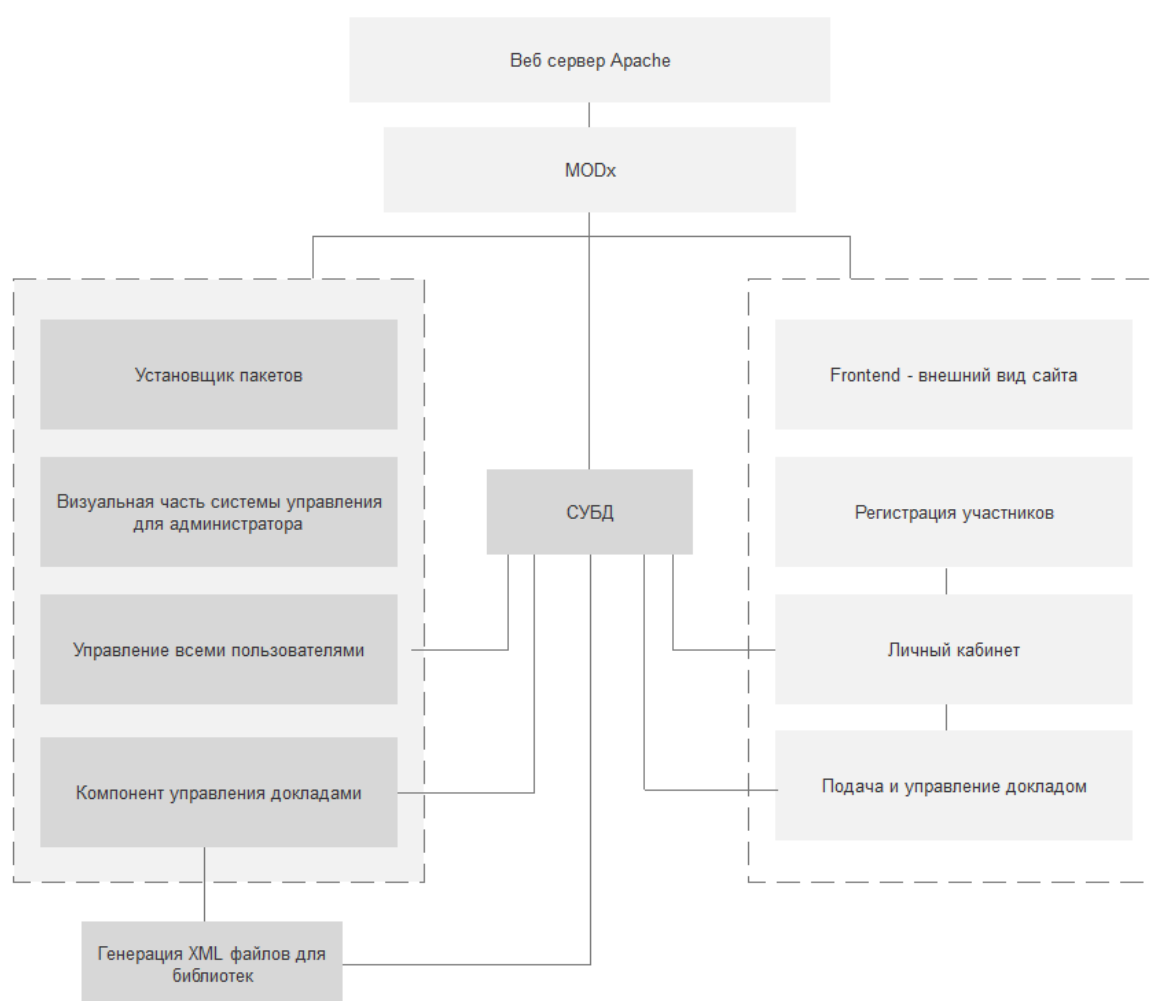 Веб сервер Apache
MODx
Установщик пакетов
Визуальная часть системы управления
для администратора
Управление всеми пользователями
Компонент управления докладами
Генерация XML файлов для
библиотек
СУБД
Frontend - внешний вид сайта
Регистрация участников
Личный кабинет
Подача и управление докладом